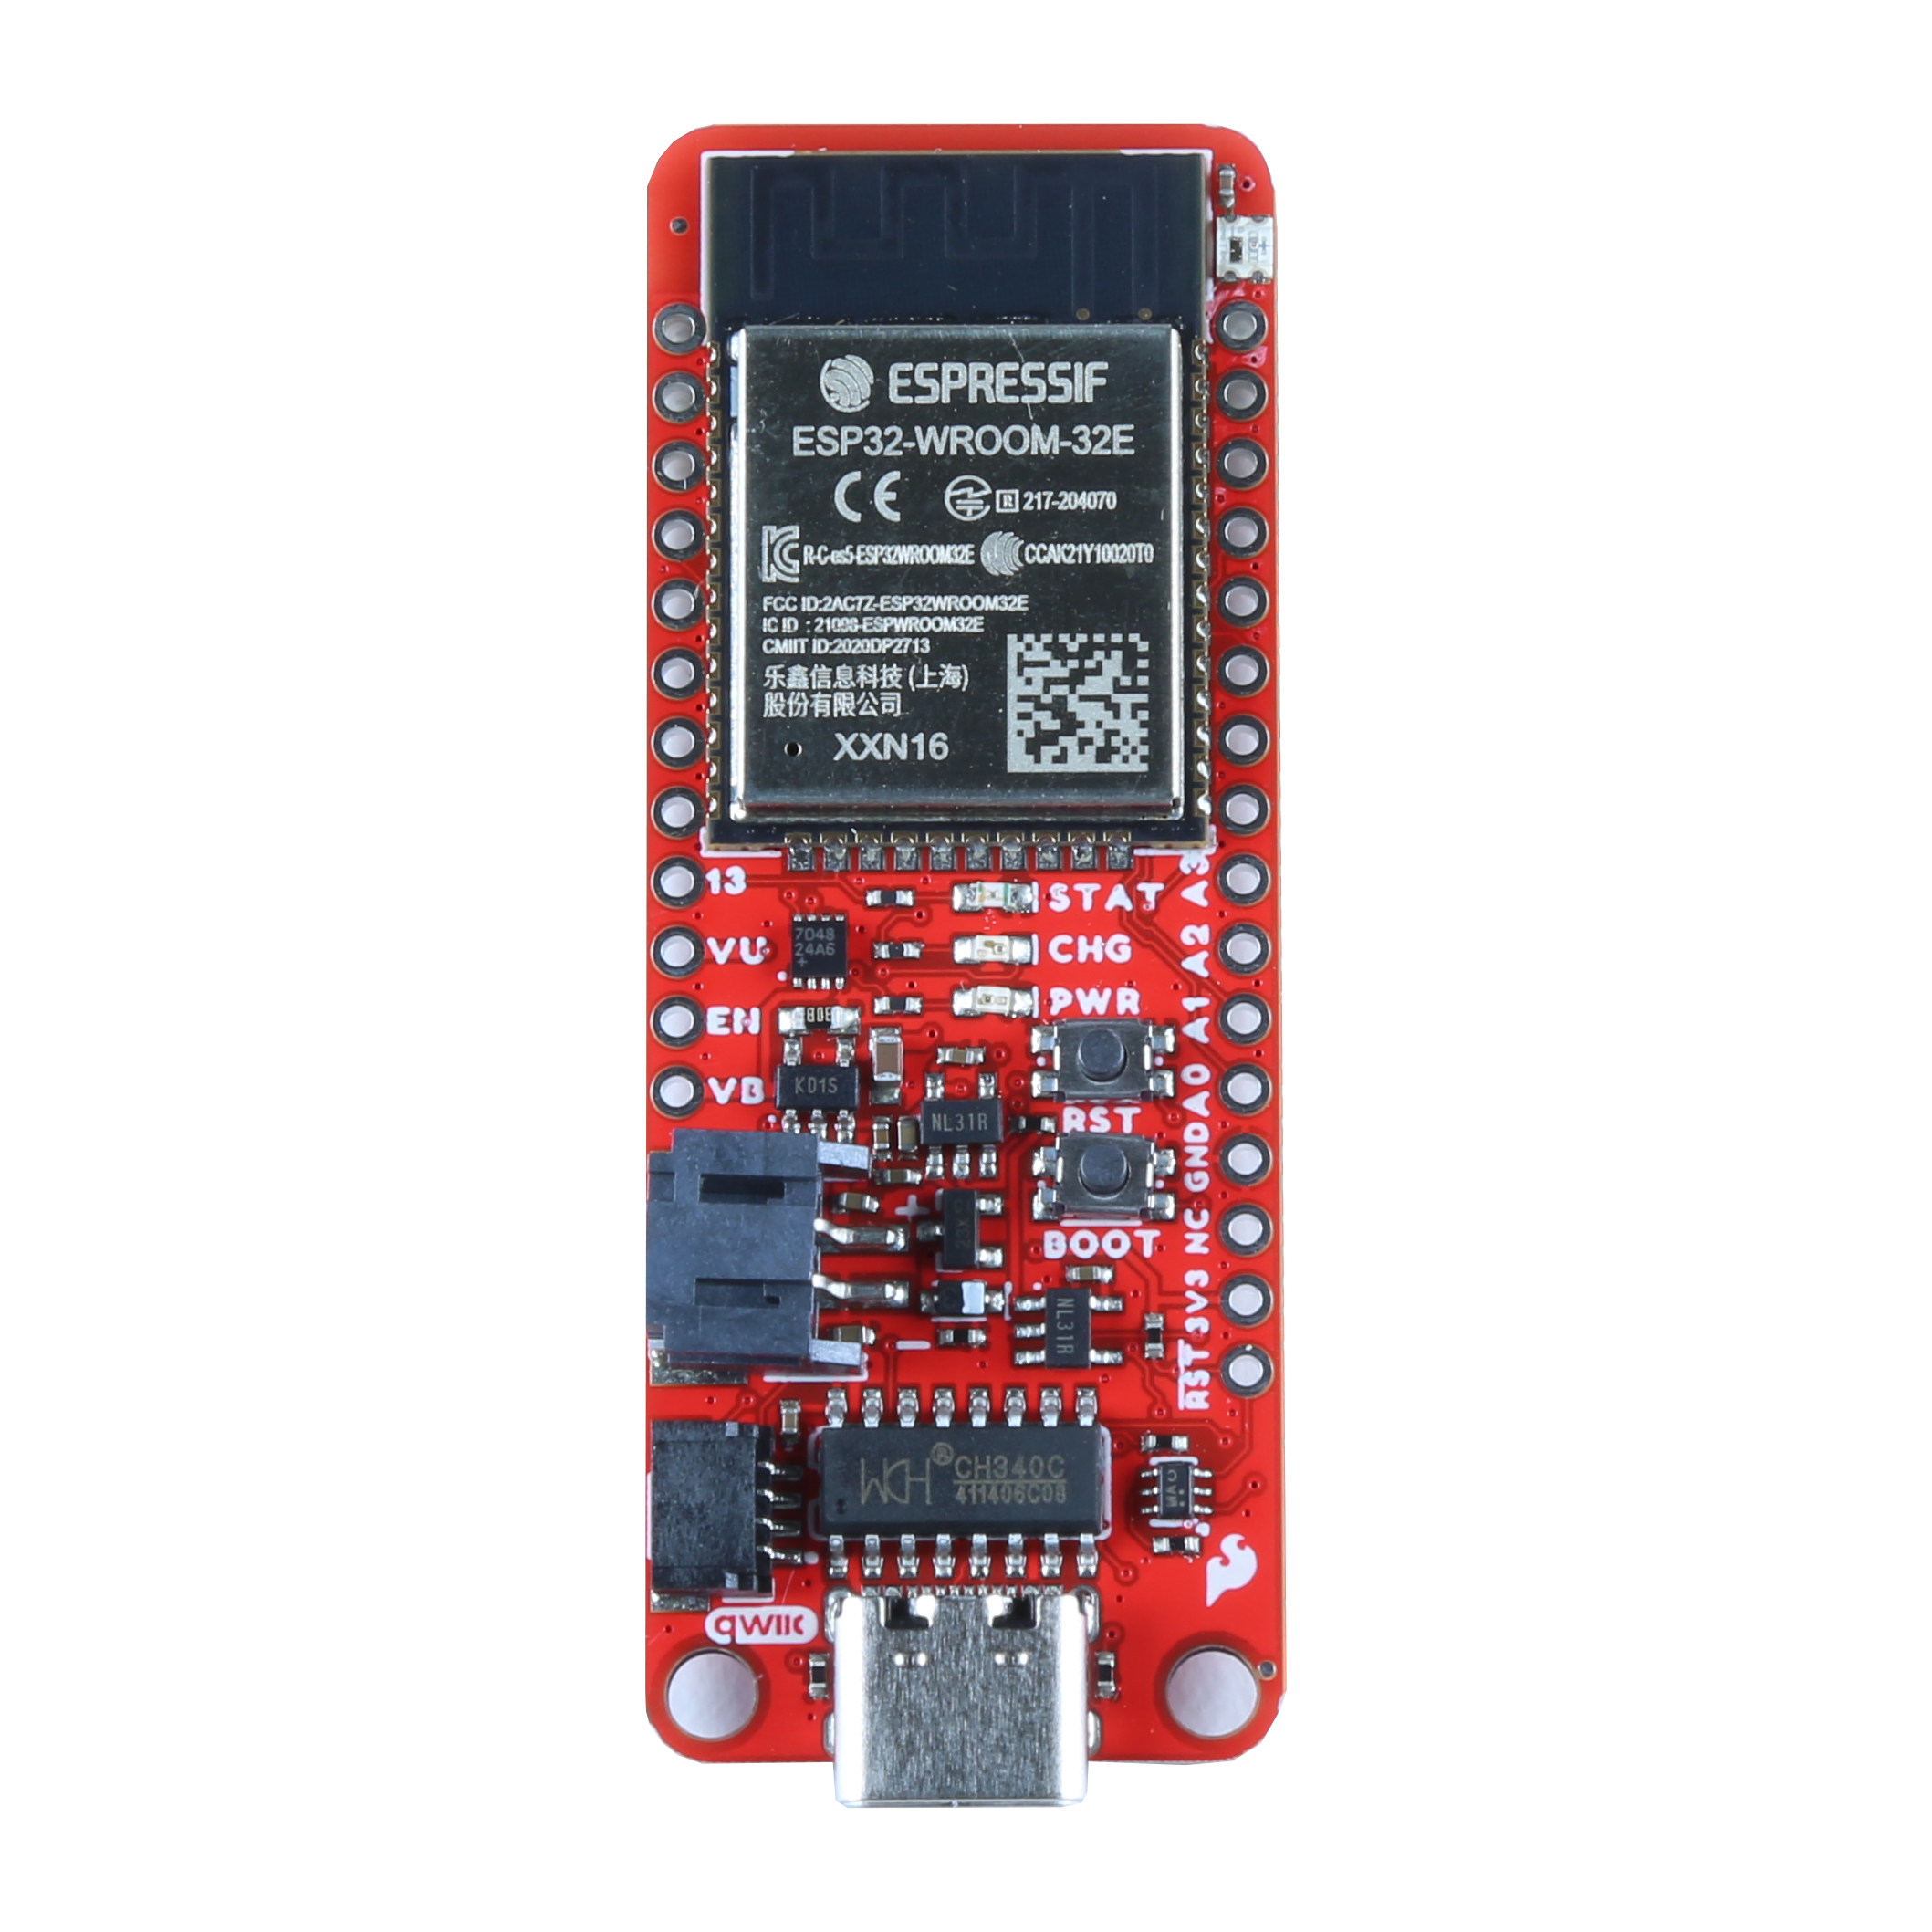 ESPRESSIF
ESP32-WROOM-32E
CE R 217-204070
R-C-es5-ESP32WROOM32E CCAK21Y10020T0
FCC ID:2AC7Z-ESP32WROOM32E
IC ID : 21098-ESPWROOM32E
CMIIT ID:2020DP2713
乐鑫信息科技(上海)
股份有限公司
XXN16
13
VU
EN
VB
7048
24A6
+
K01S
NL31R
STAT
CHG
PWR
RST
BOOT
A3
A2
A1
A0
GND
NC
3V3
RST
+
−
NL31R
WCH® CH340C
411406C08
qwiic